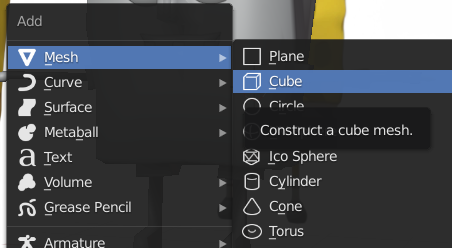 Add
Mesh
Curve
Surface
Metaball
Text
Volume
Grease Pencil
Armature
Plane
Cube
Circle
Construct a cube mesh.
Ico Sphere
Cylinder
Cone
Torus